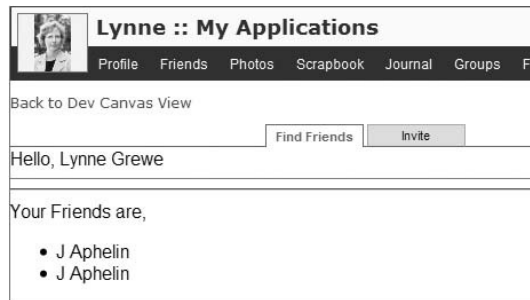 Lynne :: My Applications
Profile Friends Photos Scrapbook Journal Groups F
Back to Dev Canvas View
Find Friends Invite
Hello, Lynne Grewe
Your Friends are,
• J Aphelin
• J Aphelin